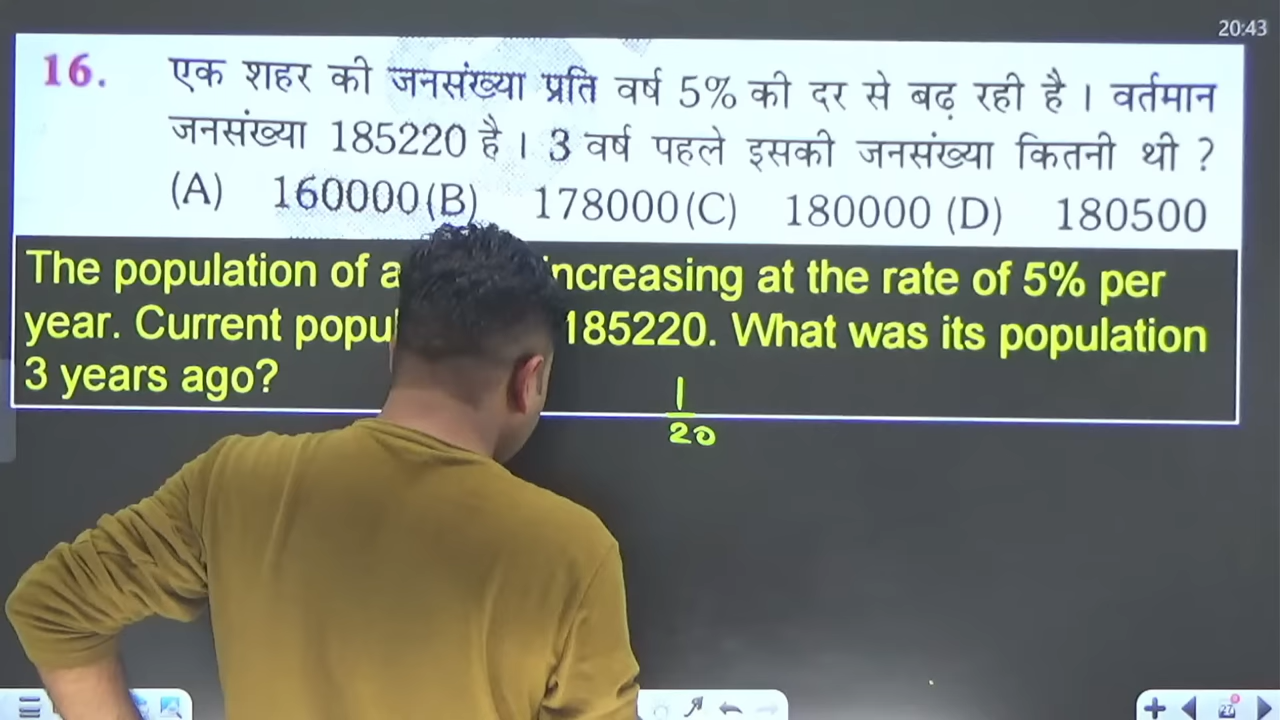 20:43
16. एक शहर की जनसंख्या प्रति वर्ष 5% की दर से बढ़ रही है । वर्तमान
जनसंख्या 185220 है । 3 वर्ष पहले इसकी जनसंख्या कितनी थी ?
(A) 160000 (B) 178000 (C) 180000 (D) 180500
The population of a increasing at the rate of 5% per
year. Current 185220. What was its population
3 years ago?
1
20
27